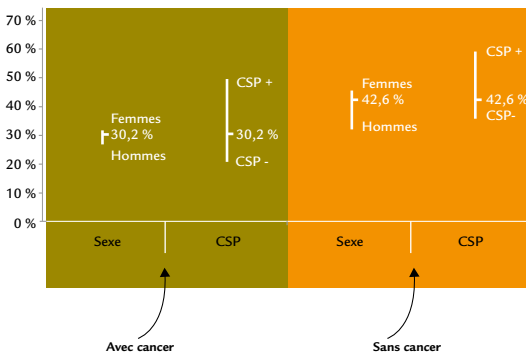 70 %
60 %
50 %
40 %
30 %
20 %
10 %
0 %
Femmes
30,2 %
Hommes
CSP +
30,2 %
CSP -
Femmes
42,6 %
Hommes
CSP +
42,6 %
CSP-
Sexe
CSP
Sexe
CSP
Avec cancer
Sans cancer